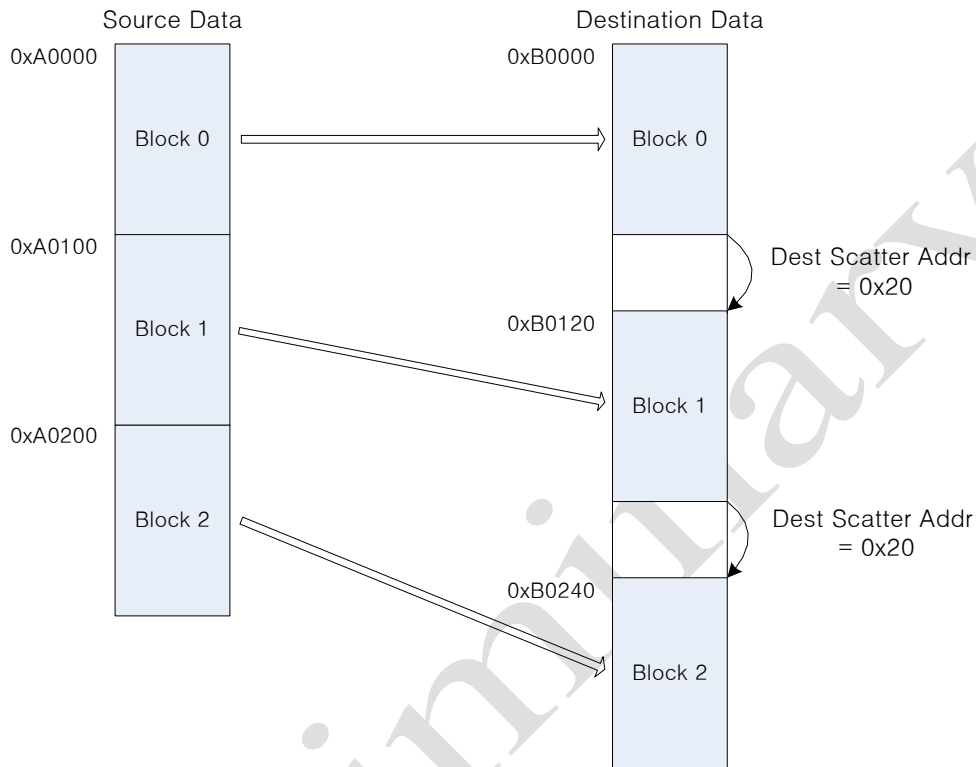 Source Data
Destination Data
0xA0000
0xB0000
Block 0
Block 0
0xA0100
Dest Scatter Addr
= 0x20
Block 1
0xB0120
Block 1
0xA0200
Block 2
Dest Scatter Addr
= 0x20
0xB0240
Block 2